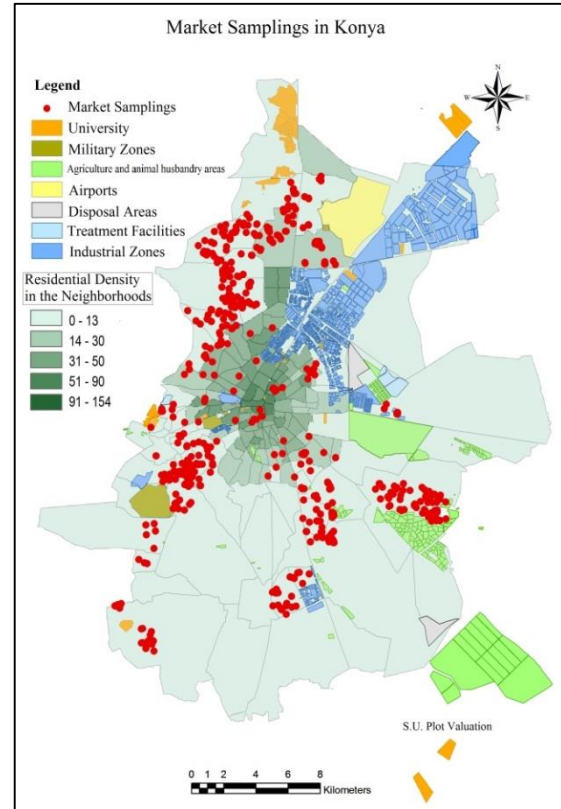 Market Samplings in Konya
N
W
E
S
Legend
Market Samplings
University
Military Zones
Agriculture and animal husbandry areas
Airports
Disposal Areas
Treatment Facilities
Industrial Zones
Residential Density
in the Neighborhoods
0 - 13
14 - 30
31 - 50
51 - 90
91 - 154
S.U. Plot Valuation
0 1 2 4 6 8
Kilometers